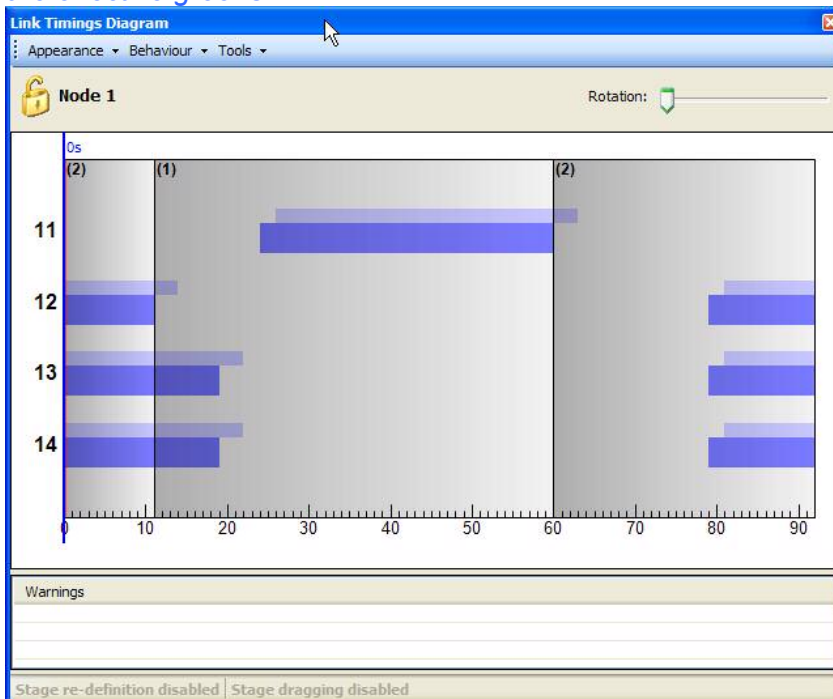 Link Timings Diagram
Appearance Behaviour Tools
Node 1 Rotation:
0s
(2) (1) (2)
11
12
13
14
0 10 20 30 40 50 60 70 80 90
Warnings
Stage re-definition disabled Stage dragging disabled